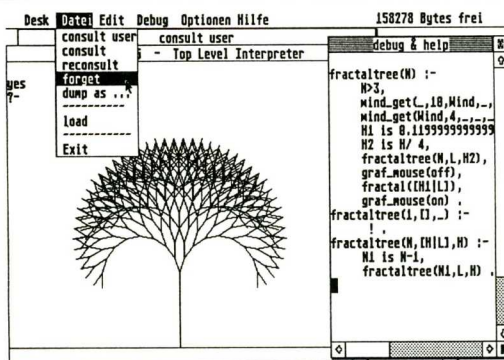 Desk Datei Edit Debug Optionen Hilfe 158278 Bytes frei
consult user
consult
reconsult
forget
dump as ...
----------
load
----------
Exit
consult user
- Top Level Interpreter
yes
?-
debug & help
fractaltree(N) :-
N>3,
wind_get(_,10,Wind,_,
wind_get(Wind,4,_,_,_
H1 is 0.1199999999999
H2 is H/ 4,
fractaltree(N,L,H2),
graf_mouse(off),
fractal([H1|L]),
graf_mouse(on) .
fractaltree(1,[],_) :-
! .
fractaltree(N,[H|L],H) :-
N1 is N-1,
fractaltree(N1,L,H) .